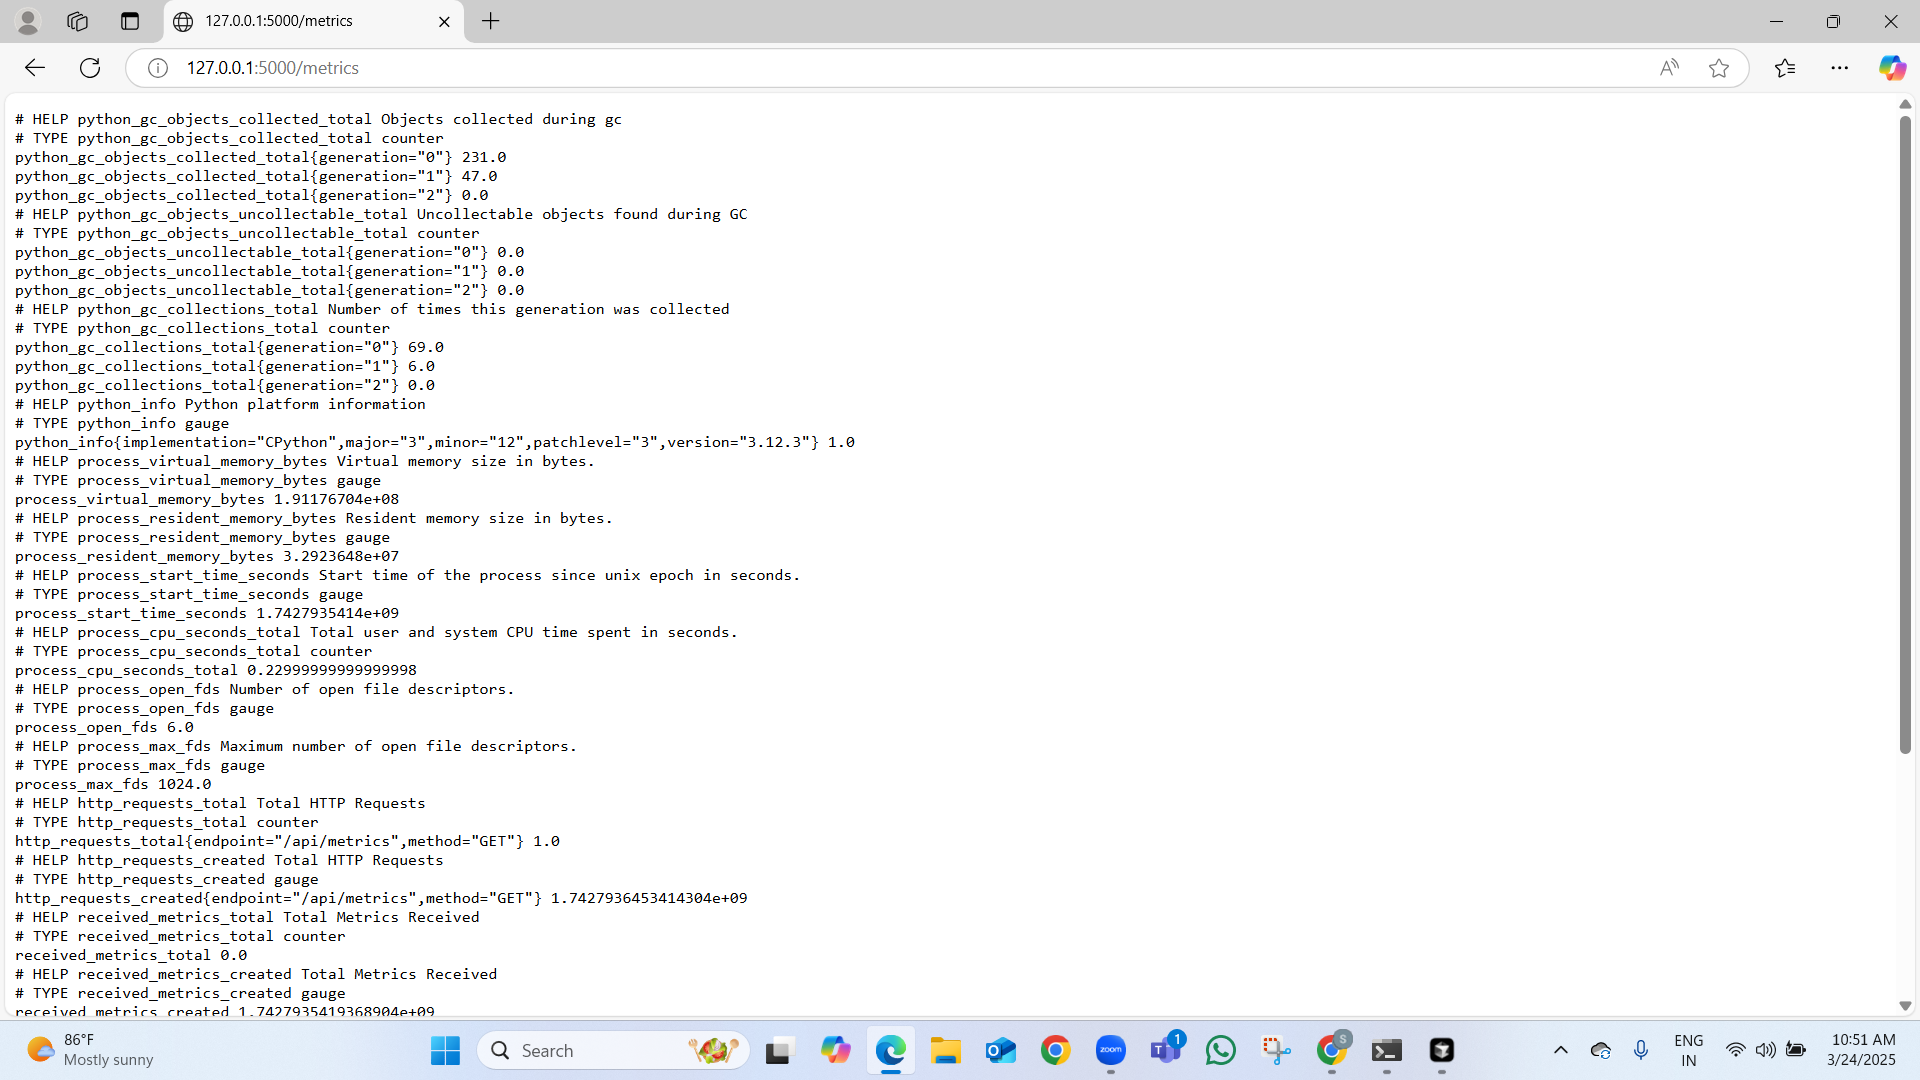 127.0.0.1:5000/metrics
127.0.0.1:5000/metrics
# HELP python_gc_objects_collected_total Objects collected during gc
# TYPE python_gc_objects_collected_total counter
python_gc_objects_collected_total{generation="0"} 231.0
python_gc_objects_collected_total{generation="1"} 47.0
python_gc_objects_collected_total{generation="2"} 0.0
# HELP python_gc_objects_uncollectable_total Uncollectable objects found during GC
# TYPE python_gc_objects_uncollectable_total counter
python_gc_objects_uncollectable_total{generation="0"} 0.0
python_gc_objects_uncollectable_total{generation="1"} 0.0
python_gc_objects_uncollectable_total{generation="2"} 0.0
# HELP python_gc_collections_total Number of times this generation was collected
# TYPE python_gc_collections_total counter
python_gc_collections_total{generation="0"} 69.0
python_gc_collections_total{generation="1"} 6.0
python_gc_collections_total{generation="2"} 0.0
# HELP python_info Python platform information
# TYPE python_info gauge
python_info{implementation="CPython",major="3",minor="12",patchlevel="3",version="3.12.3"} 1.0
# HELP process_virtual_memory_bytes Virtual memory size in bytes.
# TYPE process_virtual_memory_bytes gauge
process_virtual_memory_bytes 1.91176704e+08
# HELP process_resident_memory_bytes Resident memory size in bytes.
# TYPE process_resident_memory_bytes gauge
process_resident_memory_bytes 3.2923648e+07
# HELP process_start_time_seconds Start time of the process since unix epoch in seconds.
# TYPE process_start_time_seconds gauge
process_start_time_seconds 1.7427935414e+09
# HELP process_cpu_seconds_total Total user and system CPU time spent in seconds.
# TYPE process_cpu_seconds_total counter
process_cpu_seconds_total 0.22999999999999998
# HELP process_open_fds Number of open file descriptors.
# TYPE process_open_fds gauge
process_open_fds 6.0
# HELP process_max_fds Maximum number of open file descriptors.
# TYPE process_max_fds gauge
process_max_fds 1024.0
# HELP http_requests_total Total HTTP Requests
# TYPE http_requests_total counter
http_requests_total{endpoint="/api/metrics",method="GET"} 1.0
# HELP http_requests_created Total HTTP Requests
# TYPE http_requests_created gauge
http_requests_created{endpoint="/api/metrics",method="GET"} 1.7427936453414304e+09
# HELP received_metrics_total Total Metrics Received
# TYPE received_metrics_total counter
received_metrics_total 0.0
# HELP received_metrics_created Total Metrics Received
# TYPE received_metrics_created gauge
received_metrics_created 1.7427935419368904e+09
86°F
Mostly sunny
Search
zoom
1
S
ENG
IN
10:51 AM
3/24/2025